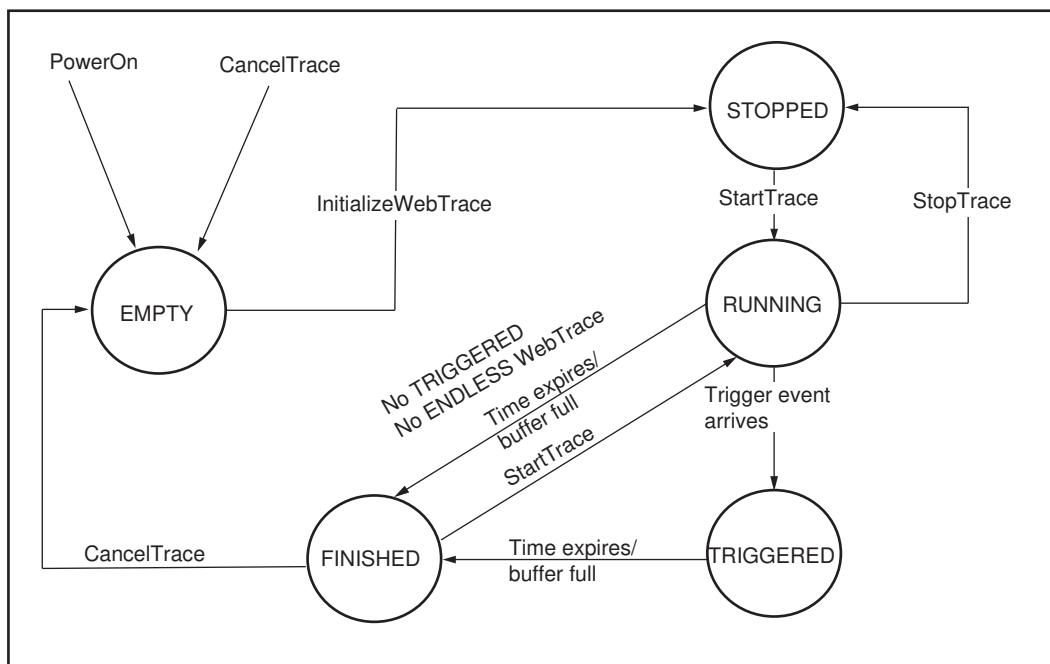 PowerOn
CancelTrace
STOPPED
InitializeWebTrace
StartTrace
StopTrace
EMPTY
RUNNING
No TRIGGERED
No ENDLESS WebTrace
Time expires/
buffer full
StartTrace
Trigger event
arrives
CancelTrace
FINISHED
Time expires/
buffer full
TRIGGERED